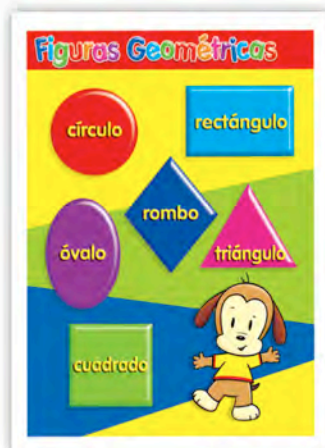 Figuras Geométricas
círculo
rectángulo
rombo
óvalo
triángulo
cuadrado